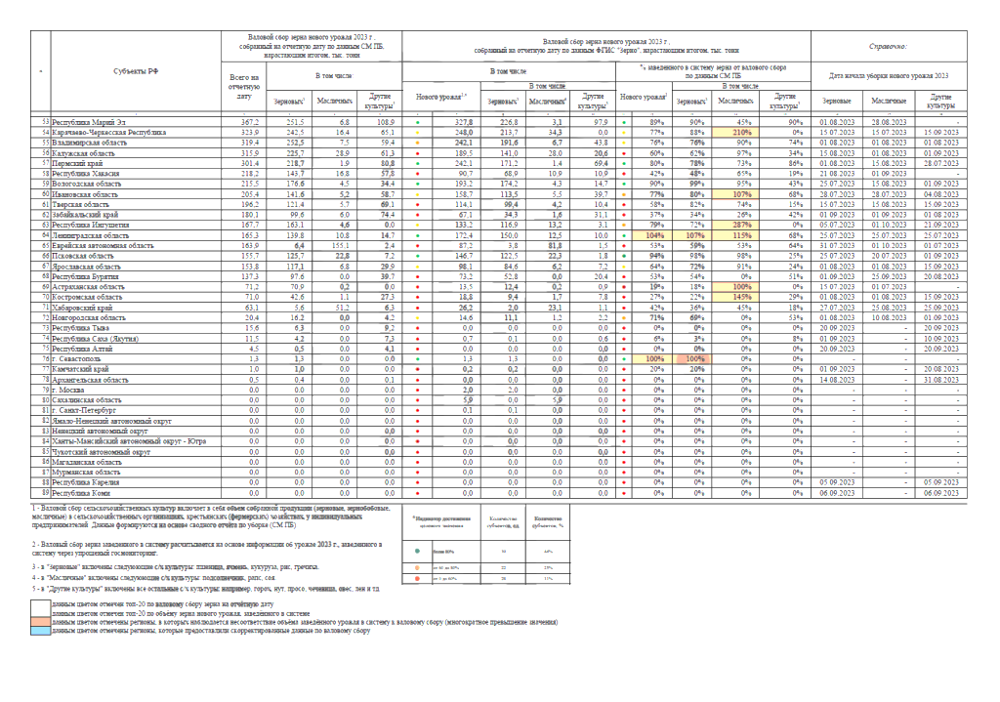 Валовой сбор зерна нового урожая 2023 г.,
собранный на отчетную дату по данным СМ ПБ,
нарастающим итогом, тыс. тонн
Валовой сбор зерна нового урожая 2023 г.,
собранный на отчетную дату по данным ФГИС "Зерно", нарастающим итогом, тыс. тонн
Справочно:
Субъекты РФ
Всего на отчетную дату
В том числе
Зерновых³ Масличных Другие культуры⁵
В том числе
Нового урожая
Зерновых³ Масличных⁴ Другие культуры⁵
% заведенного в систему зерна от валового сбора
по данным СМ ПБ
В том числе
Нового урожая² Зерновых³ Масличных Другие культуры
Дата начала уборки нового урожая 2023
Зерновые Масличные Другие культуры
53 Республика Марий Эл 367,2 251,5 6.8 108,9 327,8 226,8 3,1 97,9 89% 90% 45% 90% 01.08.2023 28.08.2023 -
54 Карачаево-Черкесская Республика 323,9 242,5 16.4 65,1 248,0 213,7 34,3 0.0 77% 88% 210% 0% 15.07.2023 15.07.2023 15.09.2023
55 Владимирская область 319.4 252,5 7.5 59.4 242,1 191,6 6,7 43.8 76% 76% 90% 74% 01.08.2023 01.08.2023 01.08.2023
56 Калужская область 315.9 225,7 28.9 61,3 189,5 141,0 28.0 20,6 60% 62% 97% 34% 15.08.2023 01.08.2023 01.08.2023
57 Пермский край 301.4 218,7 1.9 80,8 242,1 171,2 1.4 69,4 80% 78% 73% 86% 15.08.2023 01.09.2023 28.07.2023
58 Республика Хакасия 218,2 143,7 16.8 57,8 90,7 68,9 10,9 10,9 42% 48% 65% 19% 21.08.2023 01.09.2023 -
59 Вологодская область 215,5 176,6 4.5 34,4 193,2 174,2 4,3 14.7 90% 99% 95% 43% 25.07.2023 15.08.2023 01.09.2023
60 Ивановская область 205,4 141,6 5,2 58,7 158,7 113,5 5,5 39,7 77% 80% 107% 68% 28.07.2023 28.07.2023 04.08.2023
61 Тверская область 196,2 121,4 5.7 69,1 114,1 99,4 4,2 10.4 58% 82% 74% 15% 15.07.2023 15.08.2023 15.09.2023
62 Забайкальский край 180,1 99,6 6.0 74,4 67,1 34,3 1.6 31,1 37% 34% 26% 42% 01.09.2023 01.09.2023 01.08.2023
63 Республика Ингушетия 167,7 163,1 4,6 0.0 133,2 116,9 13,2 3,1 79% 72% 287% 0% 05.07.2023 01.10.2023 21.09.2023
64 Ленинградская область 165,3 139,8 10.8 14.7 172,4 150,0 12,5 10.0 104% 107% 115% 68% 25.07.2023 25.07.2023 25.07.2023
65 Еврейская автономная область 163,9 6,4 155.1 2.4 87,2 3,8 81,8 1,5 53% 59% 53% 64% 31.07.2023 01.10.2023 01.08.2023
66 Псковская область 155,7 125,7 22,8 7,2 146,7 122,5 22,3 1.8 94% 98% 98% 25% 25.07.2023 20.07.2023 01.09.2023
67 Ярославская область 153,8 117,1 6.8 29,9 98,1 84,6 6,2 7,2 64% 72% 91% 24% 01.08.2023 01.08.2023 15.09.2023
68 Республика Бурятия 137,3 97,6 0.0 39,7 73,2 52,8 0.0 20,4 53% 54% 0% 51% 01.09.2023 25.09.2023 20.08.2023
69 Астраханская область 71,2 70,9 0,2 0.0 13,5 12,4 0.2 0,9 19% 18% 100% 0% 15.07.2023 01.07.2023 -
70 Костромская область 71,0 42,6 1.1 27,3 18,8 9,4 1,7 7,8 27% 22% 145% 29% 01.08.2023 01.08.2023 15.09.2023
71 Хабаровский край 63,1 5,6 51,2 6,3 26,2 2,0 23,1 1,1 42% 36% 45% 18% 27.07.2023 25.08.2023 25.08.2023
72 Новгородская область 20,4 16,2 0.0 4,2 14,6 11,1 1,2 2,2 71% 69% 0% 53% 01.08.2023 10.08.2023 01.09.2023
73 Республика Тыва 15,6 6,3 0.0 9,2 0,0 0,0 0,0 0,0 0% 0% 0% 0% 20.09.2023 - 10.09.2023
74 Республика Саха (Якутия) 11,5 4,2 0.0 7,3 0,7 0,1 0.0 0.6 6% 3% 0% 8% 01.09.2023 - 10.09.2023
75 Республика Алтай 4,5 0,5 0.0 4,1 0,0 0,0 0,0 0,0 0% 0% 0% 0% 20.09.2023 - 20.09.2023
76 г. Севастополь 1,3 1,3 0.0 0.0 1,3 1,3 0.0 0,0 100% 100% 0% 0% - - -
77 Камчатский край 1,0 1,0 0.0 0.0 0,2 0,2 0,0 0.0 20% 20% 0% 0% 01.09.2023 - 20.08.2023
78 Архангельская область 0,5 0,4 0.0 0.1 0,0 0.0 0,0 0,0 0% 0% 0% 0% 14.08.2023 - 31.08.2023
79 г. Москва 0.0 0.0 0.0 0.0 2,0 2,0 0.0 0.0 0% 0% 0% 0% - - -
80 Сахалинская область 0.0 0.0 0.0 0.0 5,9 0.0 5,9 0.0 0% 0% 0% 0% - - -
81 г. Санкт-Петербург 0.0 0.0 0.0 0.0 0,1 0,1 0.0 0,0 0% 0% 0% 0% - - -
82 Ямало-Ненецкий автономный округ 0.0 0.0 0.0 0.0 0,0 0,0 0.0 0.0 0% 0% 0% 0% - - -
83 Ненецкий автономный округ 0.0 0.0 0.0 0,0 0,0 0,0 0,0 0,0 0% 0% 0% 0% - - -
84 Ханты-Мансийский автономный округ - Югра 0.0 0.0 0.0 0.0 0.0 0.0 0.0 0.0 0% 0% 0% 0% - - -
85 Чукотский автономный округ 0.0 0.0 0.0 0,0 0,0 0,0 0,0 0,0 0% 0% 0% 0% - - -
86 Магаданская область 0.0 0.0 0.0 0.0 0.0 0.0 0.0 0.0 0% 0% 0% 0% - - -
87 Мурманская область 0.0 0.0 0.0 0.0 0.0 0.0 0.0 0.0 0% 0% 0% 0% - - -
88 Республика Карелия 0.0 0.0 0.0 0.0 0,0 0,0 0,0 0,0 0% 0% 0% 0% 05.09.2023 - 05.09.2023
89 Республика Коми 0.0 0.0 0.0 0.0 0,0 0.0 0.0 0.0 0% 0% 0% 0% 06.09.2023 - 06.09.2023
1 - Валовой сбор сельскохозяйственных культур включает в себя объем собранной продукции (зерновые, зернобобовые,
масличные) в сельскохозяйственных организациях, крестьянских (фермерских) хозяйствах, у индивидуальных
предпринимателей. Данные формируются на основе сводного отчёта по уборке (СМ ПБ)
2 - Валовый сбор зерна заведенного в систему расчитывается на основе информации об урожае 2023 г., заведенного в
систему через упрощеный госмониторинг.
3 - в "Зерновые" включены следующие с/х культуры: пшеница, ячмень, кукуруза, рис, гречиха.
4 - в "Масличные" включены следующие с/х культуры: подсолнечник, рапс, соя
5 - в "Другие культуры" включены все остальные с/х культуры: например, горох, нут, просо, чечевица, овес, лен и тд.
Индикатор достижения целевого значения
Количество субъектов, ед.
Количество субъектов, %
более 80%
данным цветом отмечен топ-20 по валовому сбору зерна на отчётную дату
данным цветом отмечен топ-20 по объёму зерна нового урожая, заведённого в системе
данным цветом отмечены регионы, в которых наблюдается несоответствие объёма заведённого урожая в систему к валовому сбору (многократное превышение значения)
данным цветом отмечены регионы, которые предоставили скорректированные данные по валовому сбору